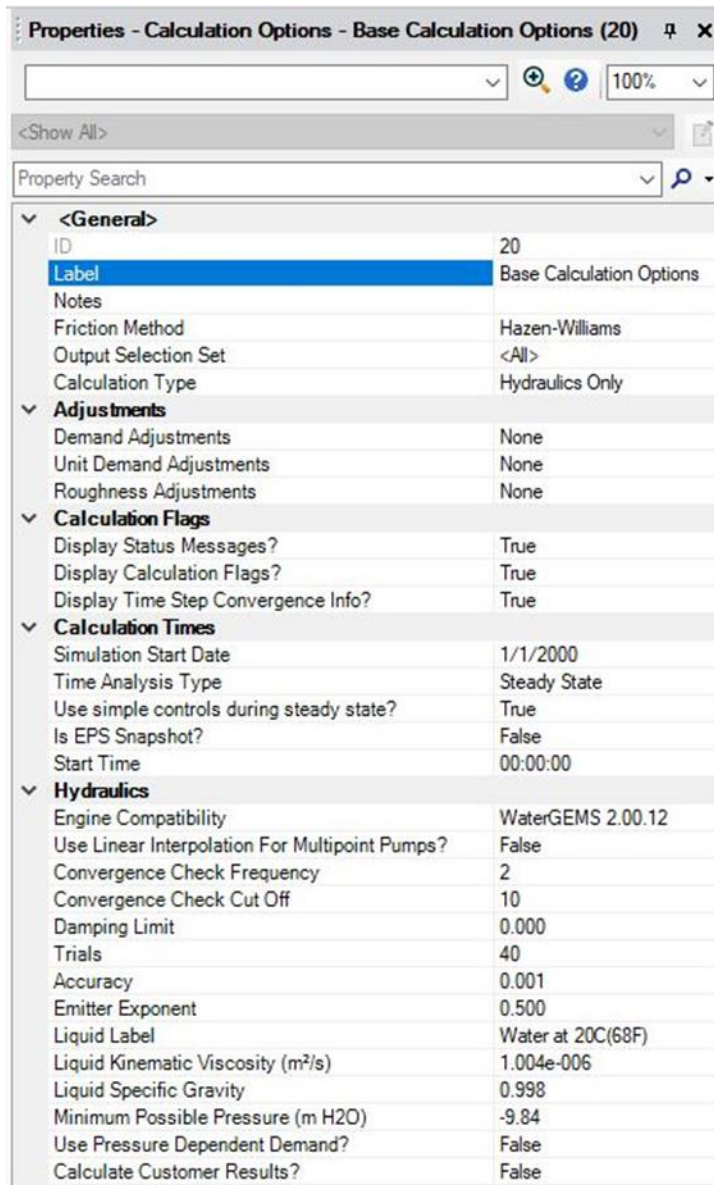 Properties - Calculation Options - Base Calculation Options (20)
100%
<Show All>
Property Search
<General>
ID 20
Label Base Calculation Options
Notes
Friction Method Hazen-Williams
Output Selection Set <All>
Calculation Type Hydraulics Only
Adjustments
Demand Adjustments None
Unit Demand Adjustments None
Roughness Adjustments None
Calculation Flags
Display Status Messages? True
Display Calculation Flags? True
Display Time Step Convergence Info? True
Calculation Times
Simulation Start Date 1/1/2000
Time Analysis Type Steady State
Use simple controls during steady state? True
Is EPS Snapshot? False
Start Time 00:00:00
Hydraulics
Engine Compatibility WaterGEMS 2.00.12
Use Linear Interpolation For Multipoint Pumps? False
Convergence Check Frequency 2
Convergence Check Cut Off 10
Damping Limit 0.000
Trials 40
Accuracy 0.001
Emitter Exponent 0.500
Liquid Label Water at 20C(68F)
Liquid Kinematic Viscosity (m²/s) 1.004e-006
Liquid Specific Gravity 0.998
Minimum Possible Pressure (m H2O) -9.84
Use Pressure Dependent Demand? False
Calculate Customer Results? False